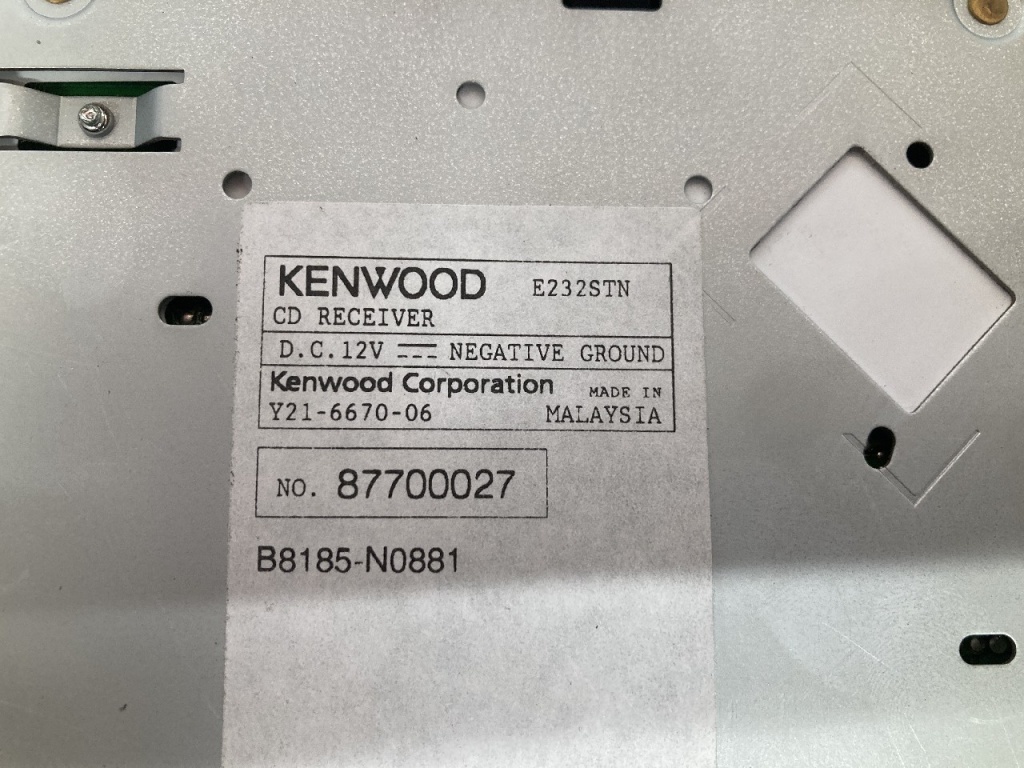 KENWOOD E232STN
CD RECEIVER
D.C.12V ⎓ NEGATIVE GROUND
Kenwood Corporation MADE IN
Y21-6670-06 MALAYSIA
NO. 87700027
B8185-N0881